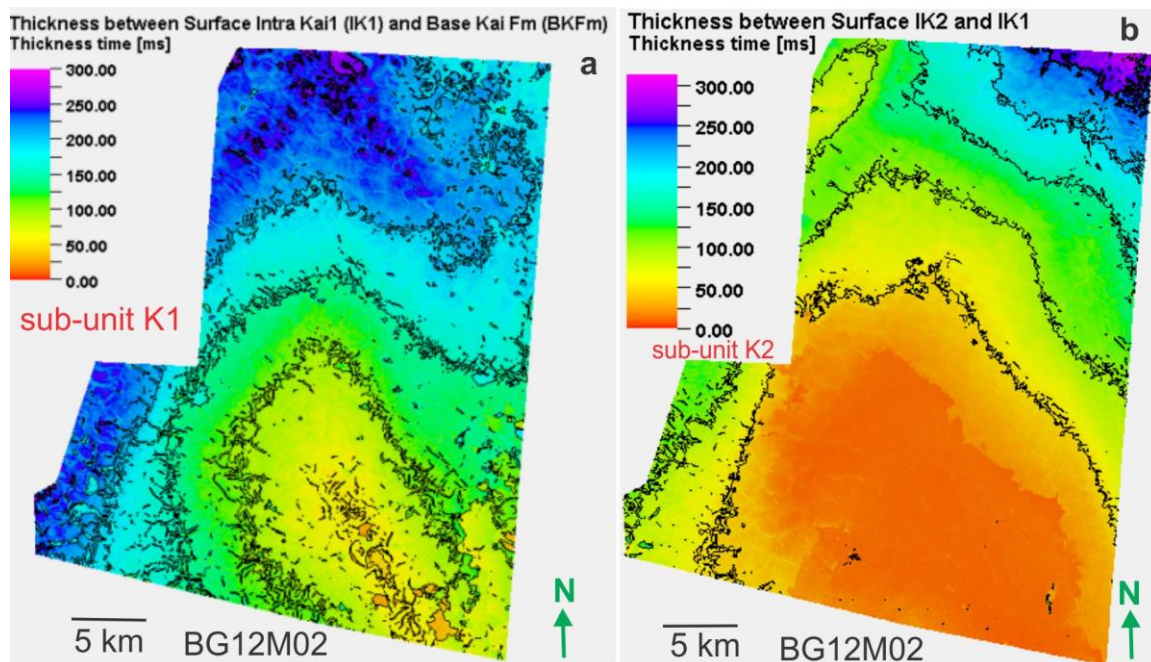 Thickness between Surface Intra Kai1 (IK1) and Base Kai Fm (BKFm)
Thickness time [ms]
a
300.00
250.00
200.00
150.00
100.00
50.00
0.00
sub-unit K1
5 km
BG12M02
N
Thickness between Surface IK2 and IK1
Thickness time [ms]
b
300.00
250.00
200.00
150.00
100.00
50.00
0.00
sub-unit K2
5 km
BG12M02
N